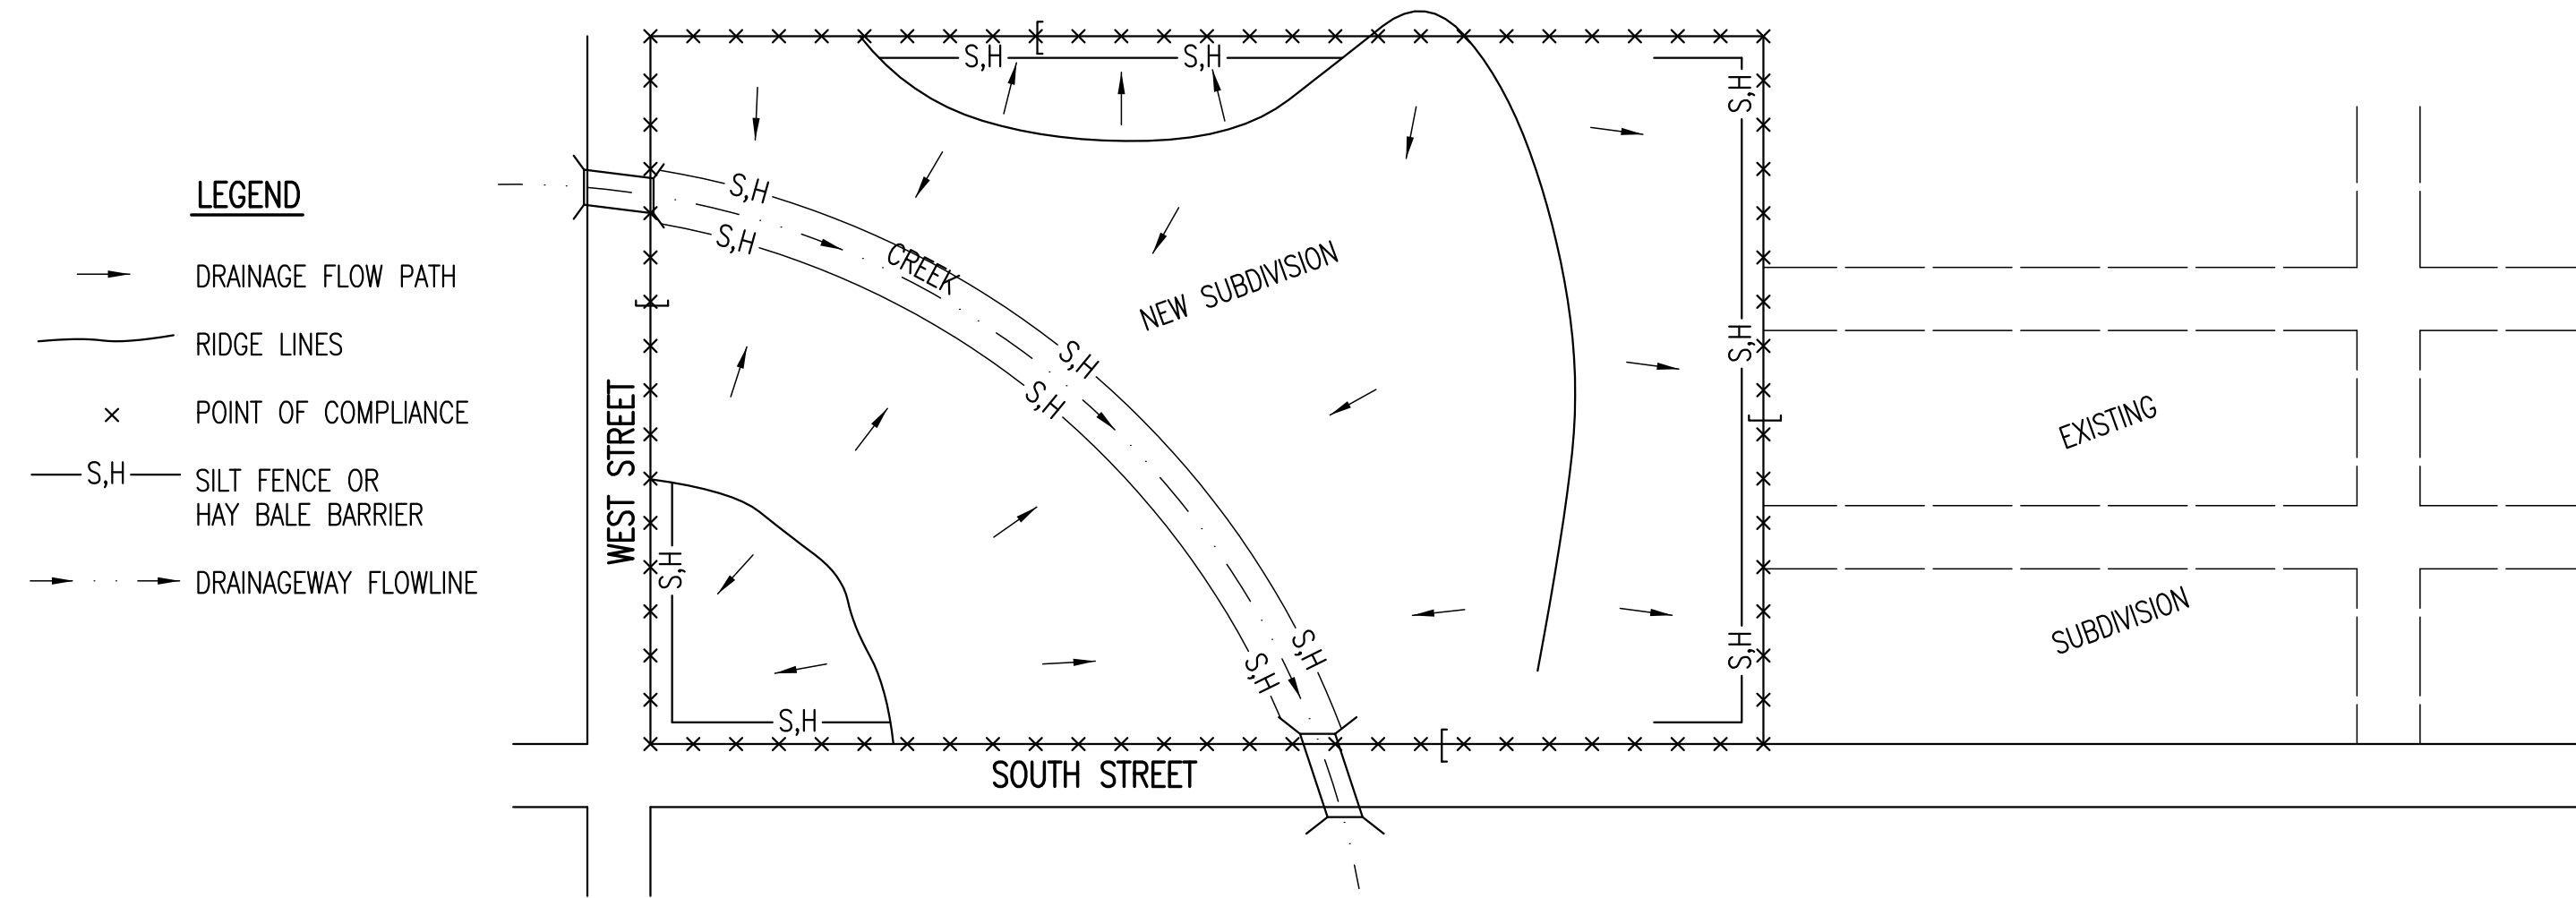 LEGEND
DRAINAGE FLOW PATH
RIDGE LINES
POINT OF COMPLIANCE
S,H
SILT FENCE OR
HAY BALE BARRIER
DRAINAGEWAY FLOWLINE
S,H
S,H
S,H
S,H
S,H
CREEK
NEW SUBDIVISION
S,H
S,H
S,H
WEST STREET
EXISTING
S,H
S,H
S,H
S,H
SUBDIVISION
S,H
SOUTH STREET